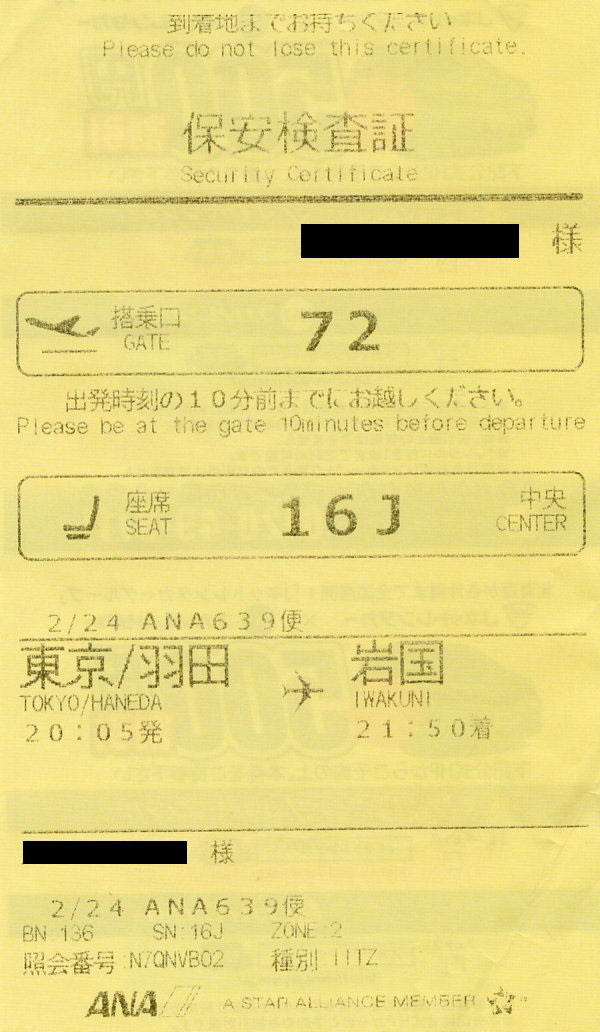 到着地までお持ちください
Please do not lose this certificate.
保安検査証
Security Certificate
様
搭乗口
GATE
72
出発時刻の10分前までにお越しください。
Please be at the gate 10minutes before departure
座席
SEAT
16J
中央
CENTER
2/24 ANA639便
東京/羽田
TOKYO/HANEDA
20:05発
岩国
IWAKUNI
21:50着
様
2/24 ANA639便
BN 136 SN 16J ZONE 2
照会番号 N7QNVB02 種別
ANA A STAR ALLIANCE MEMBER